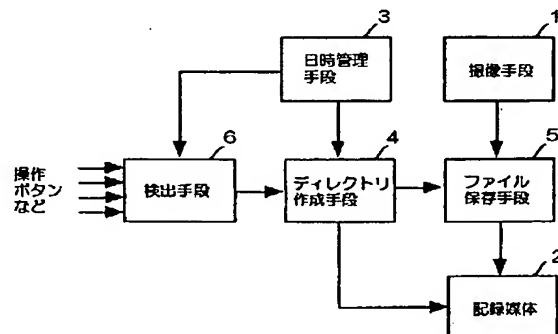 3
日時管理
手段
1
撮像手段
6
検出手段
操作
ボタン
など
4
ディレクトリ
作成手段
5
ファイル
保存手段
2
記録媒体